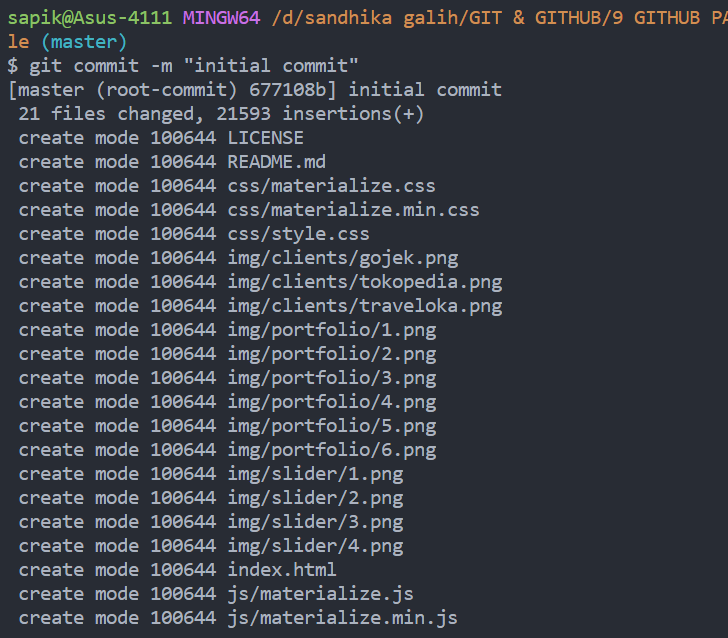 sapik@Asus-4111 MINGW64 /d/sandhika galih/GIT & GITHUB/9 GITHUB PA
le (master)
$ git commit -m "initial commit"
[master (root-commit) 677108b] initial commit
 21 files changed, 21593 insertions(+)
 create mode 100644 LICENSE
 create mode 100644 README.md
 create mode 100644 css/materialize.css
 create mode 100644 css/materialize.min.css
 create mode 100644 css/style.css
 create mode 100644 img/clients/gojek.png
 create mode 100644 img/clients/tokopedia.png
 create mode 100644 img/clients/traveloka.png
 create mode 100644 img/portfolio/1.png
 create mode 100644 img/portfolio/2.png
 create mode 100644 img/portfolio/3.png
 create mode 100644 img/portfolio/4.png
 create mode 100644 img/portfolio/5.png
 create mode 100644 img/portfolio/6.png
 create mode 100644 img/slider/1.png
 create mode 100644 img/slider/2.png
 create mode 100644 img/slider/3.png
 create mode 100644 img/slider/4.png
 create mode 100644 index.html
 create mode 100644 js/materialize.js
 create mode 100644 js/materialize.min.js